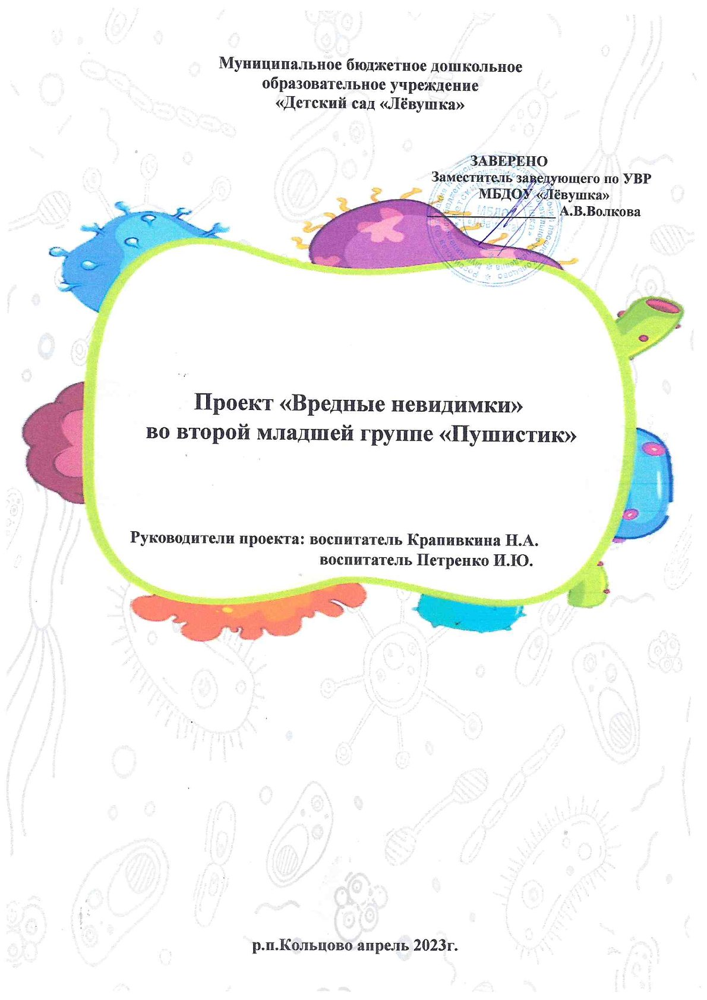 Муниципальное бюджетное дошкольное
образовательное учреждение
«Детский сад «Лёвушка»
ЗАВЕРЕНО
Заместитель заведующего по УВР
МБДОУ «Лёвушка»
А.В.Волкова
МБДОУ
Проект «Вредные невидимки»
во второй младшей группе «Пушистик»
Руководители проекта: воспитатель Крапивкина Н.А.
воспитатель Петренко И.Ю.
р.п.Кольцово апрель 2023г.